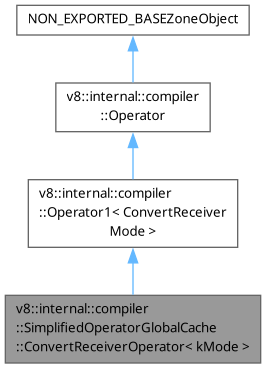 NON_EXPORTED_BASEZoneObject
v8::internal::compiler
::Operator
v8::internal::compiler
::Operator1< ConvertReceiver
Mode >
v8::internal::compiler
::SimplifiedOperatorGlobalCache
::ConvertReceiverOperator< kMode >